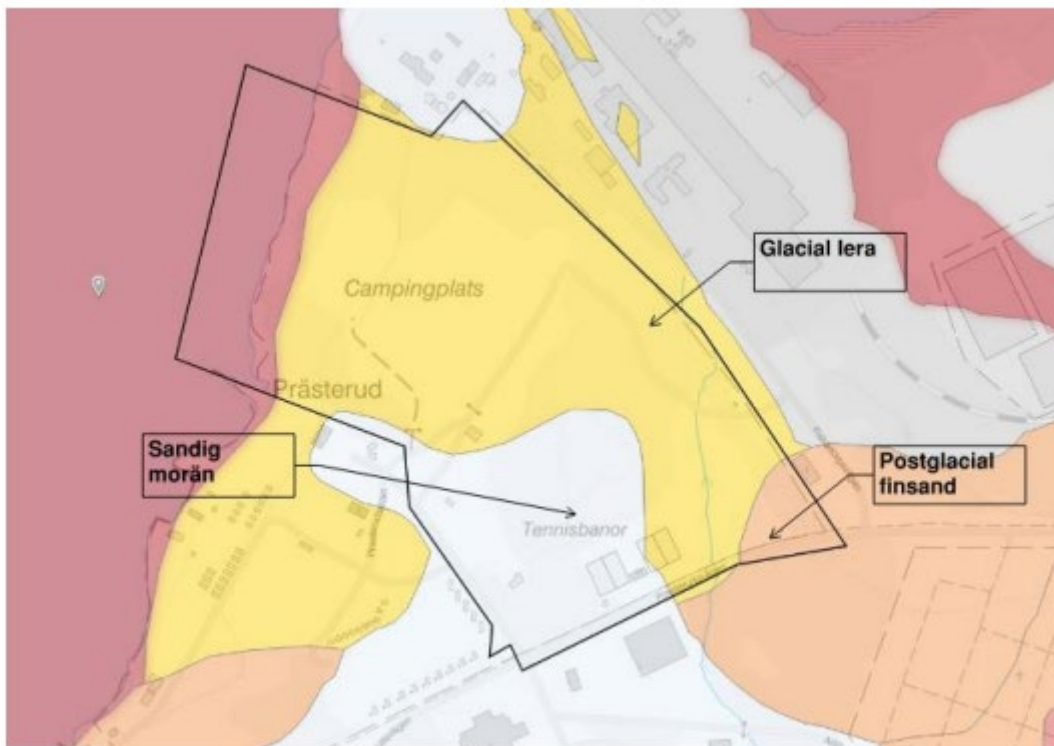 Glacial lera
Campingplats
Prästerud
Sandig
morän
Postglacial
finsand
Tennisbanor